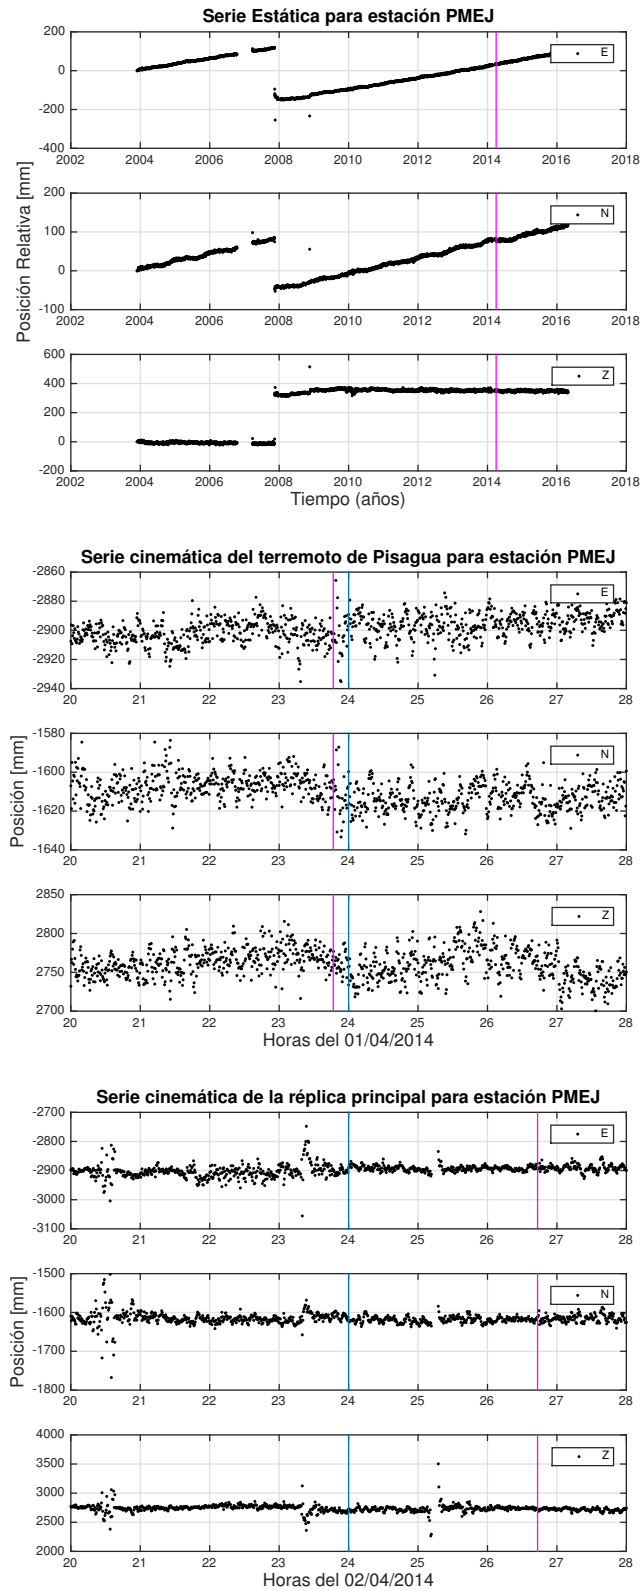 Serie Estática para estación PMEJ
200
0
-200
-400
E
2002 2004 2006 2008 2010 2012 2014 2016 2018
Posición Relativa [mm]
200
100
0
-100
N
2002 2004 2006 2008 2010 2012 2014 2016 2018
600
400
200
0
-200
Z
2002 2004 2006 2008 2010 2012 2014 2016 2018
Tiempo (años)
Serie cinemática del terremoto de Pisagua para estación PMEJ
-2860
-2880
-2900
-2920
-2940
E
20 21 22 23 24 25 26 27 28
Posición [mm]
-1580
-1600
-1620
-1640
N
20 21 22 23 24 25 26 27 28
2850
2800
2750
2700
Z
20 21 22 23 24 25 26 27 28
Horas del 01/04/2014
Serie cinemática de la réplica principal para estación PMEJ
-2700
-2800
-2900
-3000
-3100
E
20 21 22 23 24 25 26 27 28
Posición [mm]
-1500
-1600
-1700
-1800
N
20 21 22 23 24 25 26 27 28
4000
3500
3000
2500
2000
Z
20 21 22 23 24 25 26 27 28
Horas del 02/04/2014